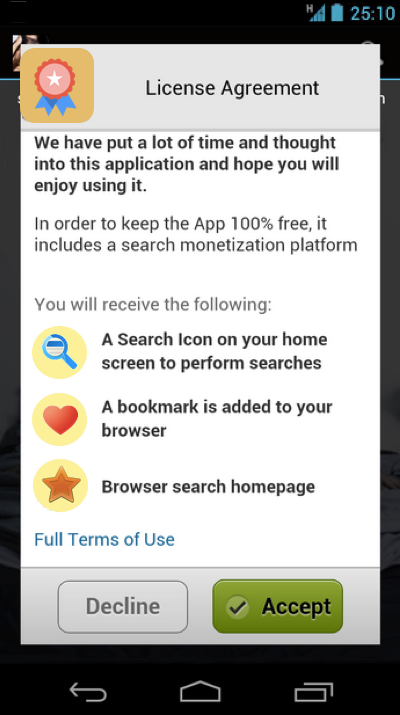 H
25:10
License Agreement
We have put a lot of time and thought
into this application and hope you will
enjoy using it.
In order to keep the App 100% free, it
includes a search monetization platform
You will receive the following:
A Search Icon on your home
screen to perform searches
A bookmark is added to your
browser
Browser search homepage
Full Terms of Use
Decline
Accept